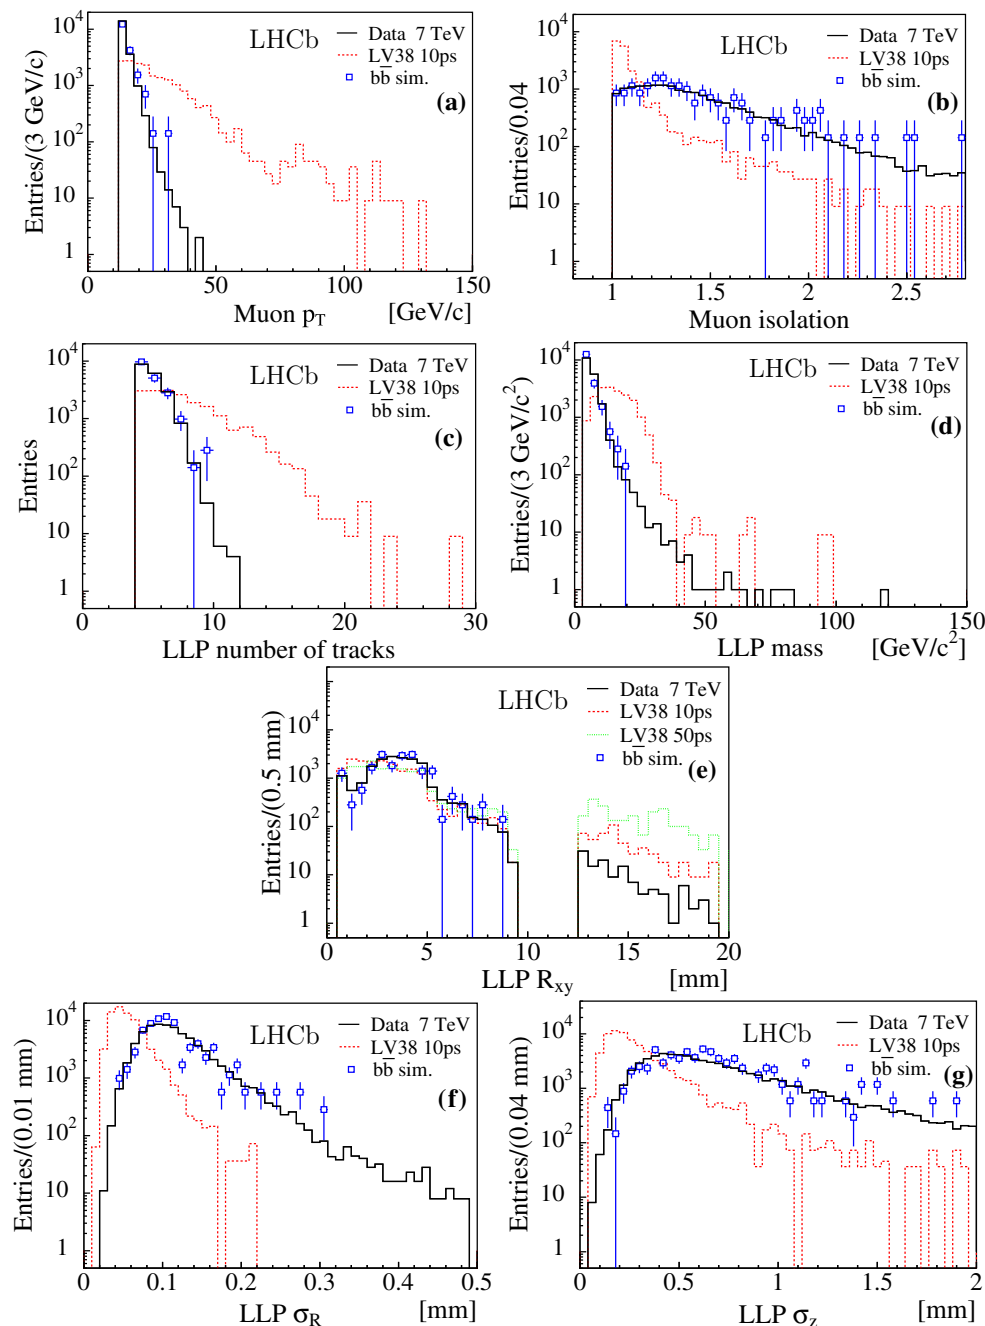 LHCb
Data 7 TeV
LV38 10ps
bb̅ sim.
(a)
Entries/(3 GeV/c)
10⁴
10³
10²
10
1
0 50 100 150
Muon p_T [GeV/c]
LHCb
Data 7 TeV
LV38 10ps
bb̅ sim.
(b)
Entries/0.04
10⁴
10³
10²
10
1
1 1.5 2 2.5
Muon isolation
LHCb
Data 7 TeV
LV38 10ps
bb̅ sim.
(c)
Entries
10⁴
10³
10²
10
1
0 10 20 30
LLP number of tracks
LHCb
Data 7 TeV
LV38 10ps
bb̅ sim.
(d)
Entries/(3 GeV/c²)
10⁴
10³
10²
10
1
0 50 100 150
LLP mass [GeV/c²]
LHCb
Data 7 TeV
LV38 10ps
LV38 50ps
bb̅ sim.
(e)
Entries/(0.5 mm)
10⁴
10³
10²
10
1
0 5 10 15 20
LLP R_xy [mm]
LHCb
Data 7 TeV
LV38 10ps
bb̅ sim.
(f)
Entries/(0.01 mm)
10⁴
10³
10²
10
1
0 0.1 0.2 0.3 0.4 0.5
LLP σ_R [mm]
LHCb
Data 7 TeV
LV38 10ps
bb̅ sim.
(g)
Entries/(0.04 mm)
10⁴
10³
10²
10
1
0 0.5 1 1.5 2
LLP σ_z [mm]